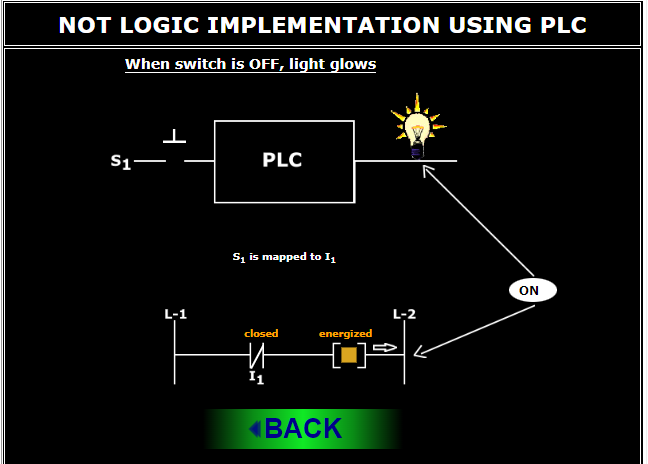 NOT LOGIC IMPLEMENTATION USING PLC
When switch is OFF, light glows
S1
PLC
S1 is mapped to I1
ON
L-1
L-2
closed
energized
I1
BACK